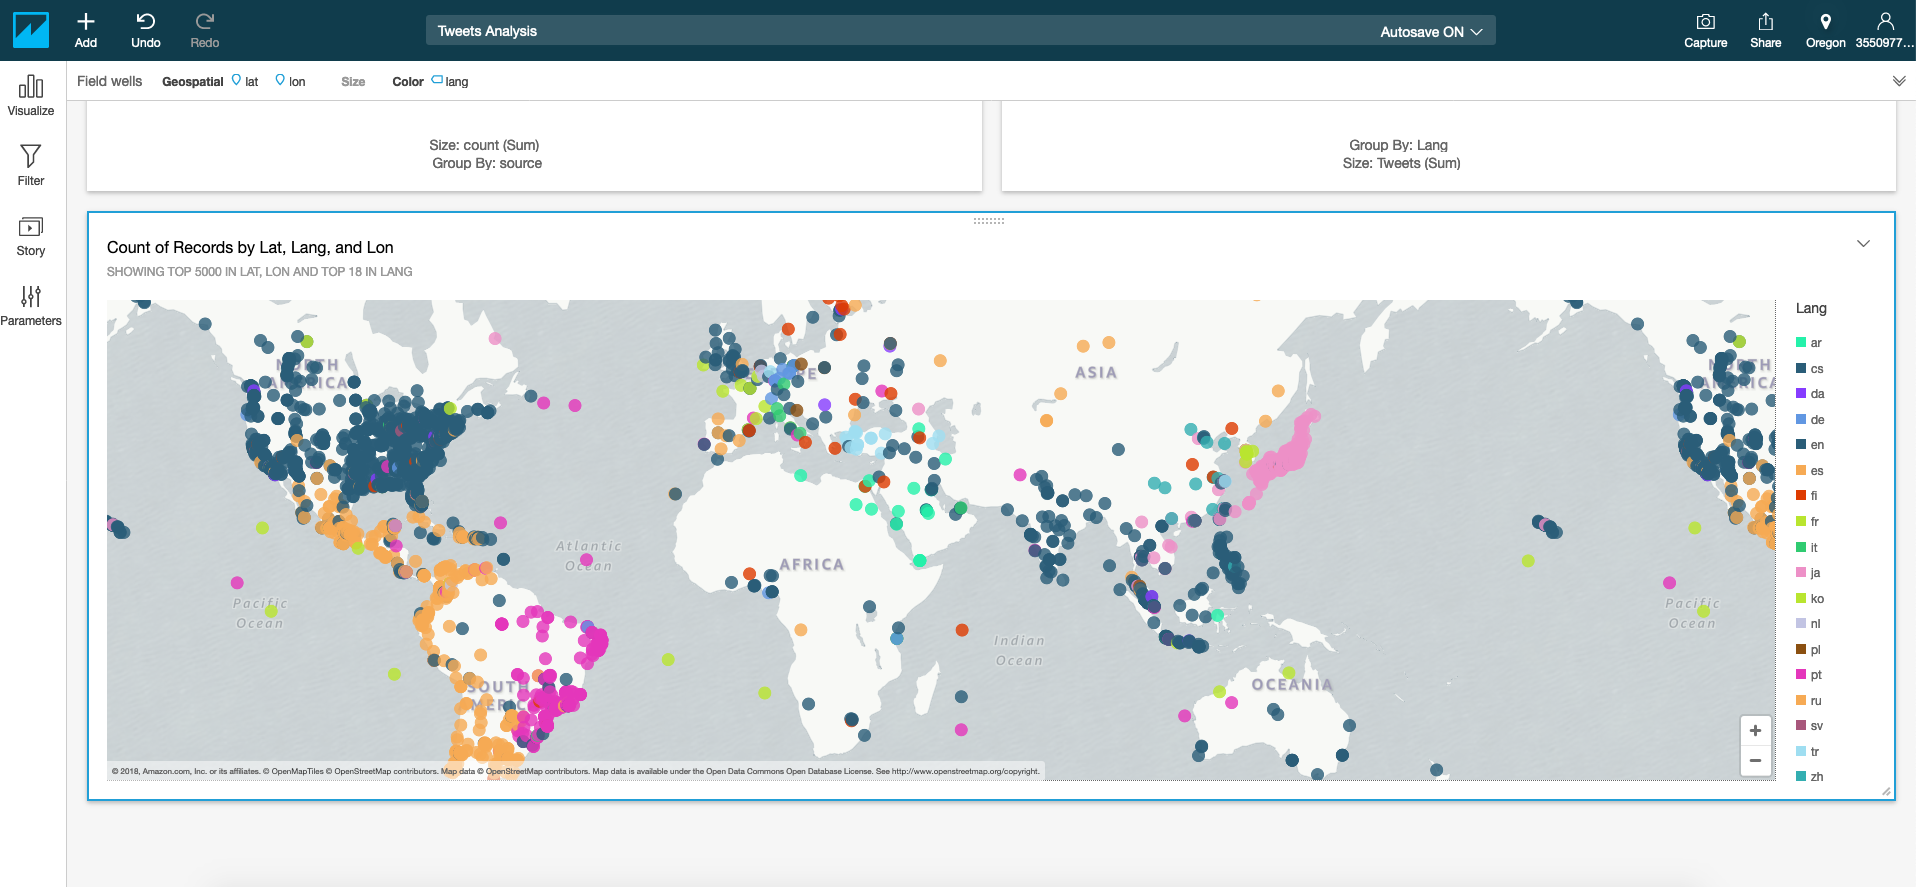 Add
Undo
Redo
Tweets Analysis
Autosave ON
Capture
Share
Oregon
3550977...
Field wells
Geospatial lat lon Size Color lang
Visualize
Filter
Story
Parameters
Size: count (Sum)
Group By: source
Group By: Lang
Size: Tweets (Sum)
Count of Records by Lat, Lang, and Lon
SHOWING TOP 5000 IN LAT, LON AND TOP 18 IN LANG
ASIA
Atlantic
Ocean
AFRICA
Pacific
Ocean
Indian
Ocean
SOUTH
OCEANIA
Pacific
Ocean
+
−
© 2018, Amazon.com, Inc. or its affiliates. © OpenMapTiles © OpenStreetMap contributors. Map data © OpenStreetMap contributors. Map data is available under the Open Data Commons Open Database License. See http://www.openstreetmap.org/copyright.
Lang
ar
cs
da
de
en
es
fi
fr
it
ja
ko
nl
pl
pt
ru
sv
tr
zh